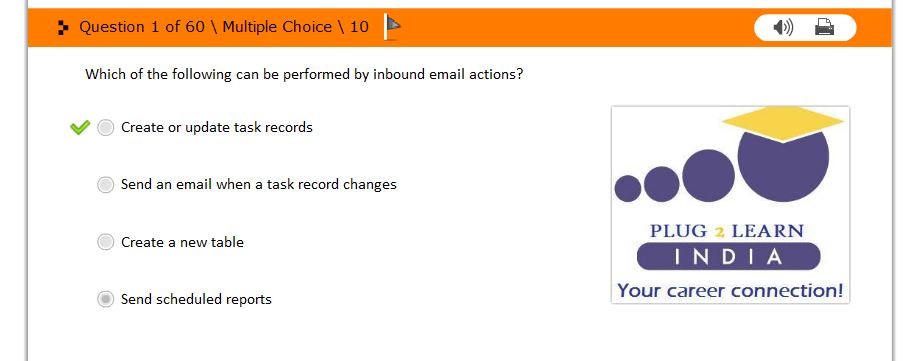 Question 1 of 60 \ Multiple Choice \ 10
Which of the following can be performed by inbound email actions?
Create or update task records
Send an email when a task record changes
Create a new table
Send scheduled reports
PLUG 2 LEARN
INDIA
Your career connection!